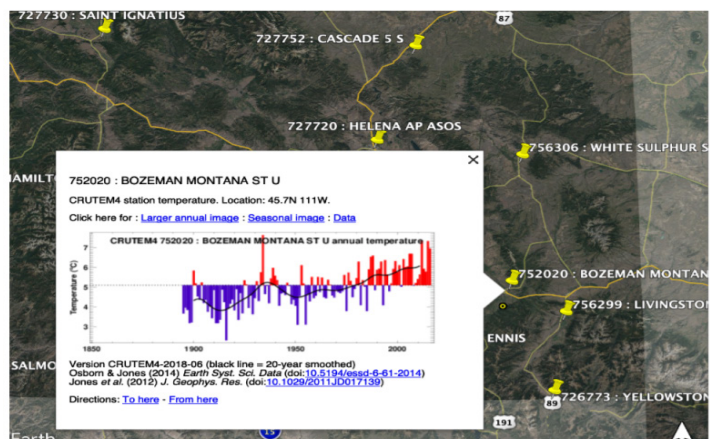 727730 : SAINT IGNATIUS
87
727752 : CASCADE 5 S
727720 : HELENA AP ASOS
756306 : WHITE SULPHUR S
HAMILT
752020 : BOZEMAN MONTANA ST U
CRUTEM4 station temperature. Location: 45.7N 111W.
Click here for : Larger annual image : Seasonal image : Data
CRUTEM4 752020 : BOZEMAN MONTANA ST U annual temperature
Temperature (°C)
7
6
5
4
3
1850
1900
1950
2000
Version CRUTEM4-2018-06 (black line = 20-year smoothed)
Osborn & Jones (2014) Earth Syst. Sci. Data (doi:10.5194/essd-6-61-2014)
Jones et al. (2012) J. Geophys. Res. (doi:10.1029/2011JD017139)
Directions: To here - From here
752020 : BOZEMAN MONTAN
756299 : LIVINGSTON
ENNIS
SALMO
726773 : YELLOWSTON
89
191
15
Earth